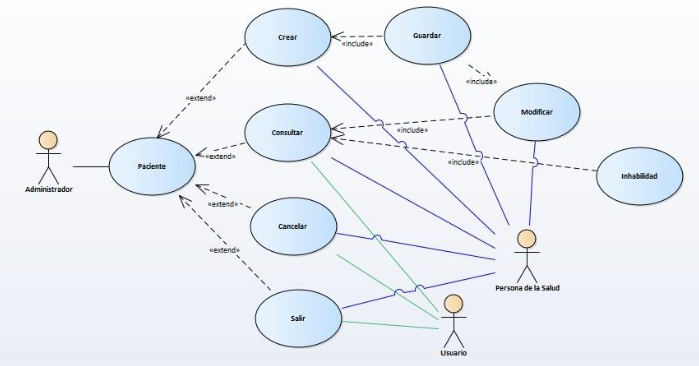 Crear
«include»
Guardar
«include»
«extend»
Modificar
Consultar
«include»
«extend»
«include»
Paciente
Inhabilidad
Administrador
«extend»
Cancelar
«extend»
Persona de la Salud
Salir
Usuario